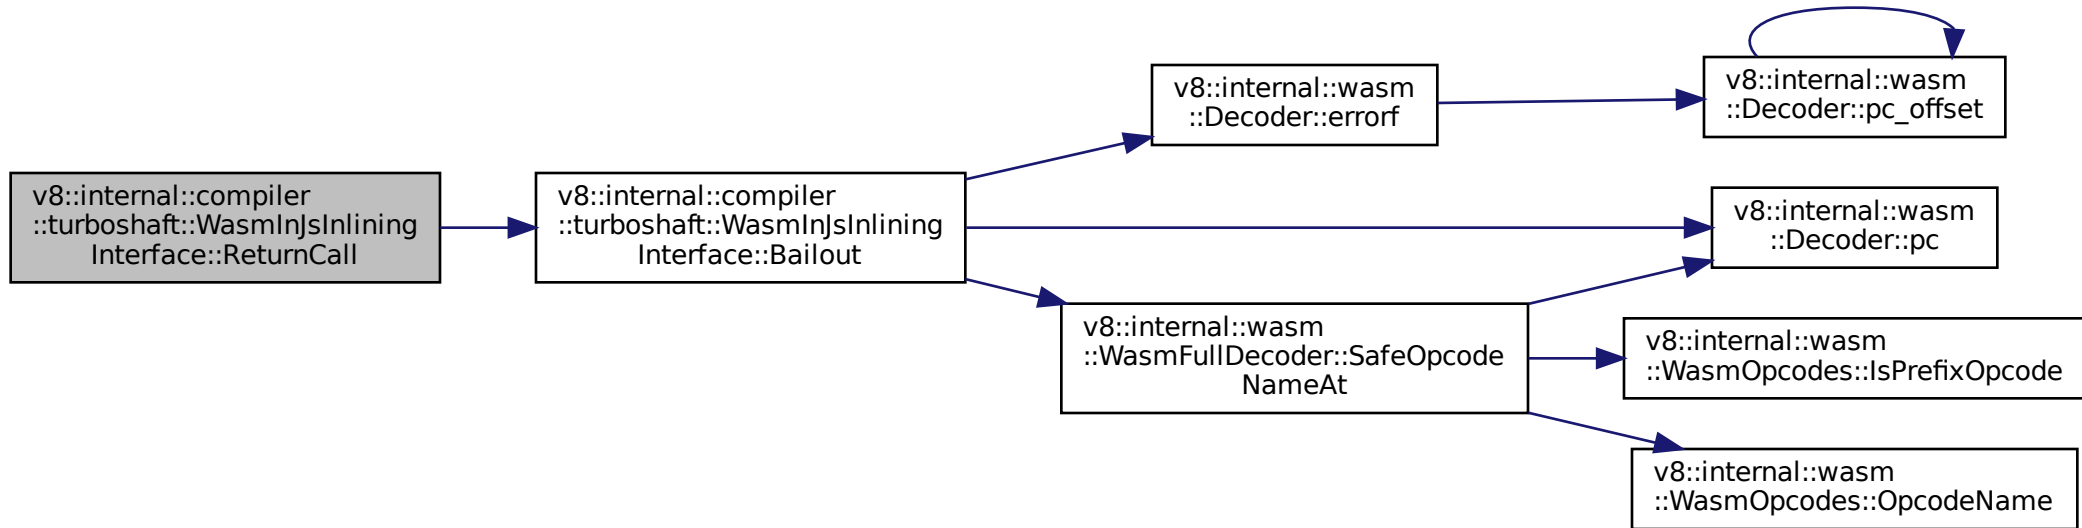 v8::internal::compiler
::turboshaft::WasmInJsInlining
Interface::ReturnCall
v8::internal::compiler
::turboshaft::WasmInJsInlining
Interface::Bailout
v8::internal::wasm
::Decoder::errorf
v8::internal::wasm
::Decoder::pc_offset
v8::internal::wasm
::Decoder::pc
v8::internal::wasm
::WasmFullDecoder::SafeOpcode
NameAt
v8::internal::wasm
::WasmOpcodes::IsPrefixOpcode
v8::internal::wasm
::WasmOpcodes::OpcodeName